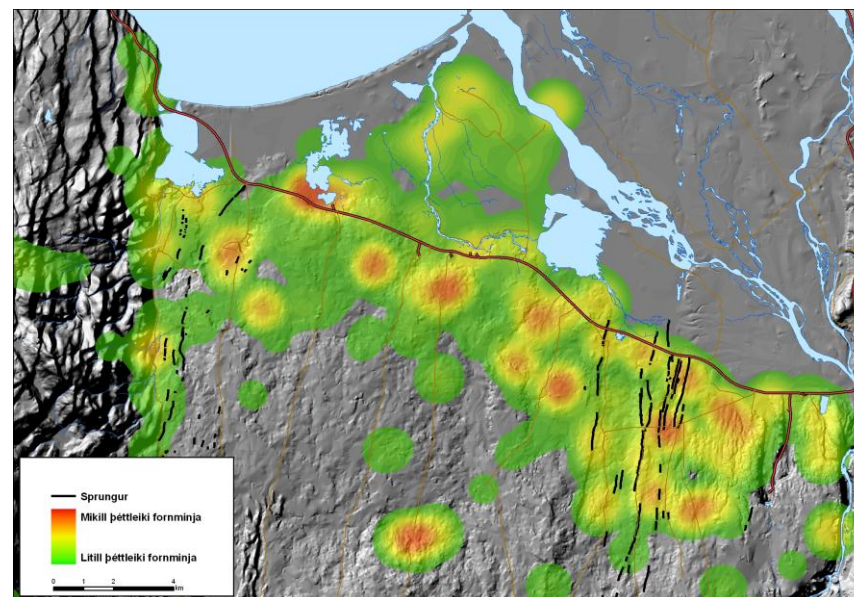 Sprungur
Mikill þéttleiki fornminja
Lítill þéttleiki fornminja
0 1 2 4
km